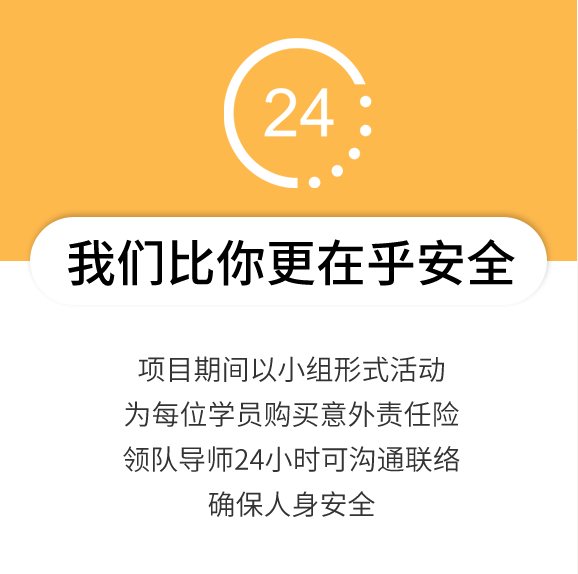 24
我们比你更在乎安全
项目期间以小组形式活动
为每位学员购买意外责任险
领队导师24小时可沟通联络
确保人身安全